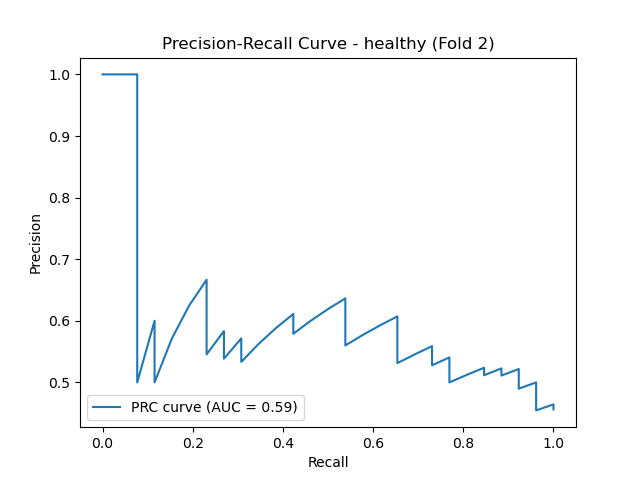 Precision-Recall Curve - healthy (Fold 2)
1.0
0.9
0.8
0.7
0.6
0.5
Precision
PRC curve (AUC = 0.59)
0.0 0.2 0.4 0.6 0.8 1.0
Recall